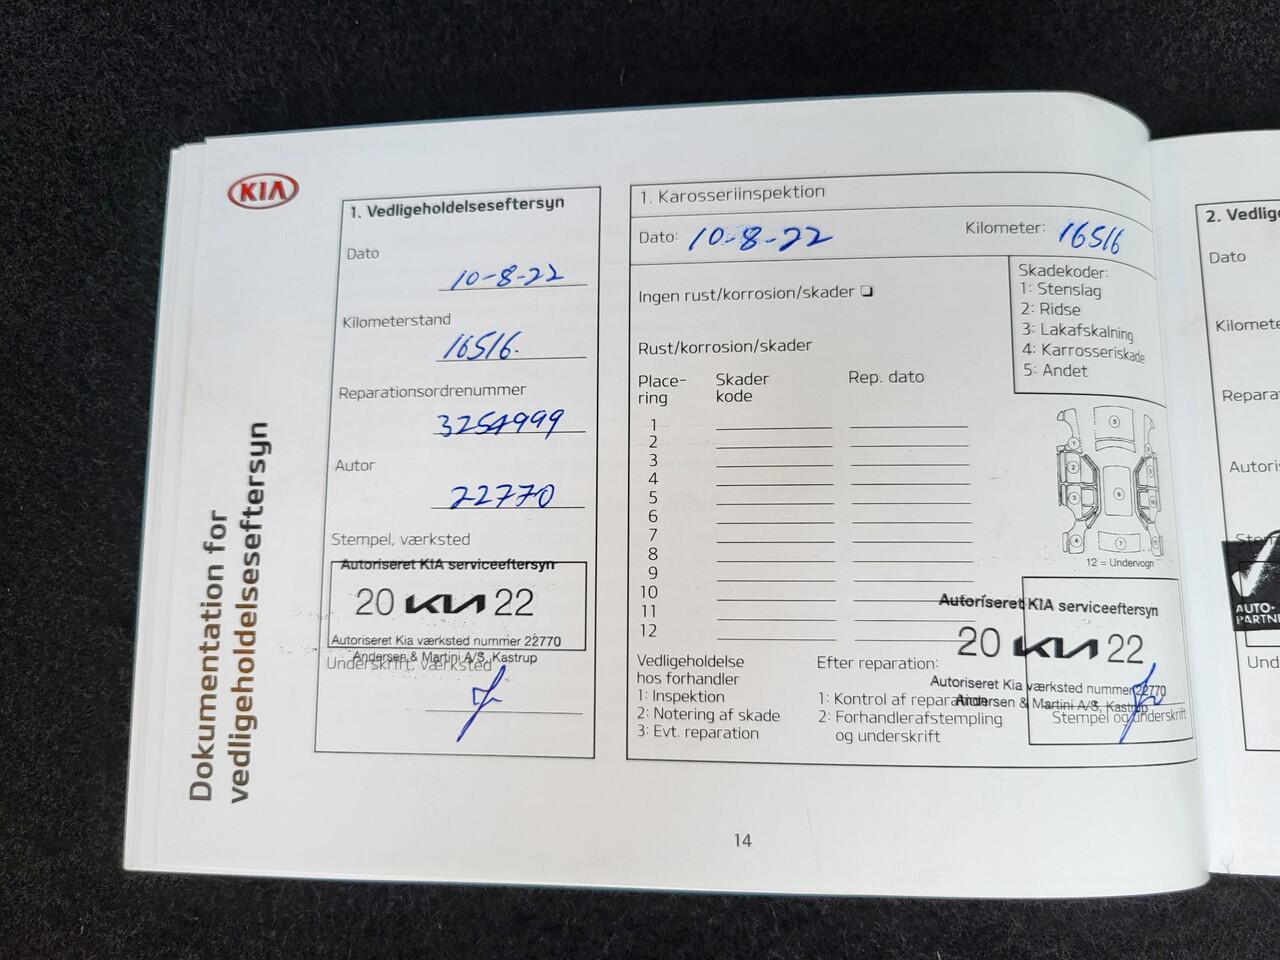 KIA
Dokumentation for
vedligeholdelseseftersyn
1. Vedligeholdelseseftersyn
Dato
10-8-22
Kilometerstand
16516.
Reparationsordrenummer
3254999
Autor
22770
Stempel, værksted
Autoriseret KIA serviceeftersyn
20 KIA 22
Autoriseret Kia værksted nummer 22770
Andersen & Martini A/S, Kastrup
Underskrift, værksted
1. Karosseriinspektion
Dato: 10-8-22
Kilometer: 16516
Ingen rust/korrosion/skader
Skadekoder:
1: Stenslag
2: Ridse
3: Lakafskalning
4: Karrosseriskade
5: Andet
Rust/korrosion/skader
Place-
ring
Skader
kode
Rep. dato
1
2
3
4
5
6
7
8
9
10
11
12
12 = Undervogn
Vedligeholdelse
hos forhandler
1: Inspektion
2: Notering af skade
3: Evt. reparation
Efter reparation:
1: Kontrol af reparation
2: Forhandlerafstempling
og underskrift
Autoriseret KIA serviceeftersyn
20 KIA 22
Autoriseret Kia værksted nummer 22770
Andersen & Martini A/S, Kastrup
Stempel og underskrift
14
2. Vedlig
Dato
Kilomete
Repara
Autori
Stem
AUTO-
PARTNE
Und